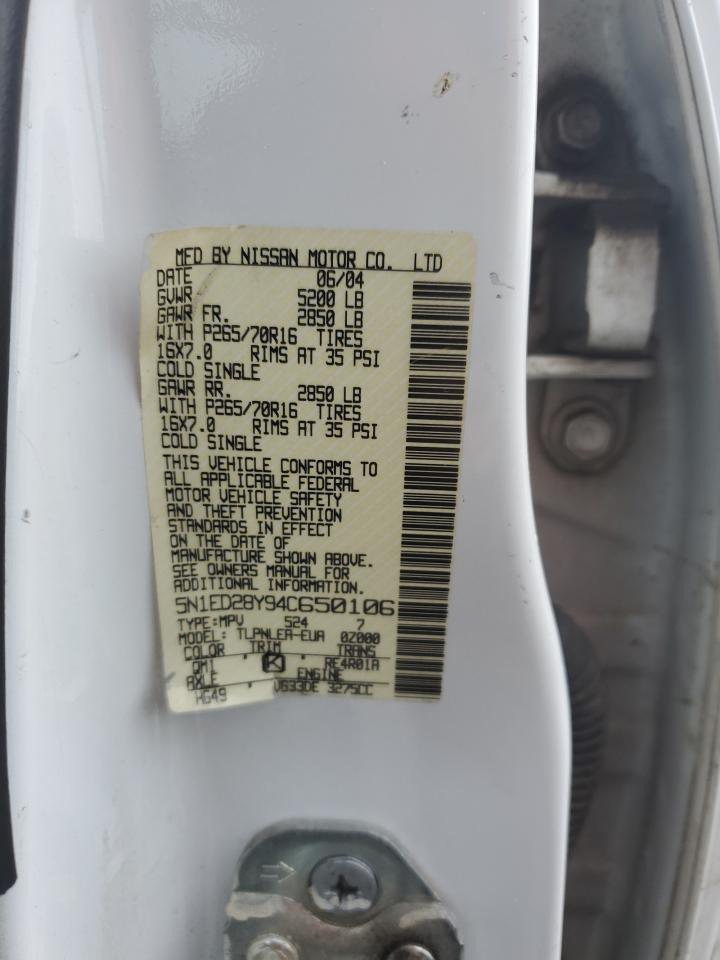 MFD BY NISSAN MOTOR CO. LTD
DATE 06/04
GVWR 5200 LB
GAWR FR. 2850 LB
WITH P265/70R16 TIRES
16X7.0 RIMS AT 35 PSI
COLD SINGLE
GAWR RR. 2850 LB
WITH P265/70R16 TIRES
16X7.0 RIMS AT 35 PSI
COLD SINGLE
THIS VEHICLE CONFORMS TO
ALL APPLICABLE FEDERAL
MOTOR VEHICLE SAFETY
AND THEFT PREVENTION
STANDARDS IN EFFECT
ON THE DATE OF
MANUFACTURE SHOWN ABOVE.
SEE OWNERS MANUAL FOR
ADDITIONAL INFORMATION.
5N1ED28Y94C650106
TYPE:MPV 524 7
MODEL: TLPNLEA-EUA 0Z000
COLOR TRIM TRANS
QM1 K RE4R01A
AXLE ENGINE
HG49 VG33DE 3275CC